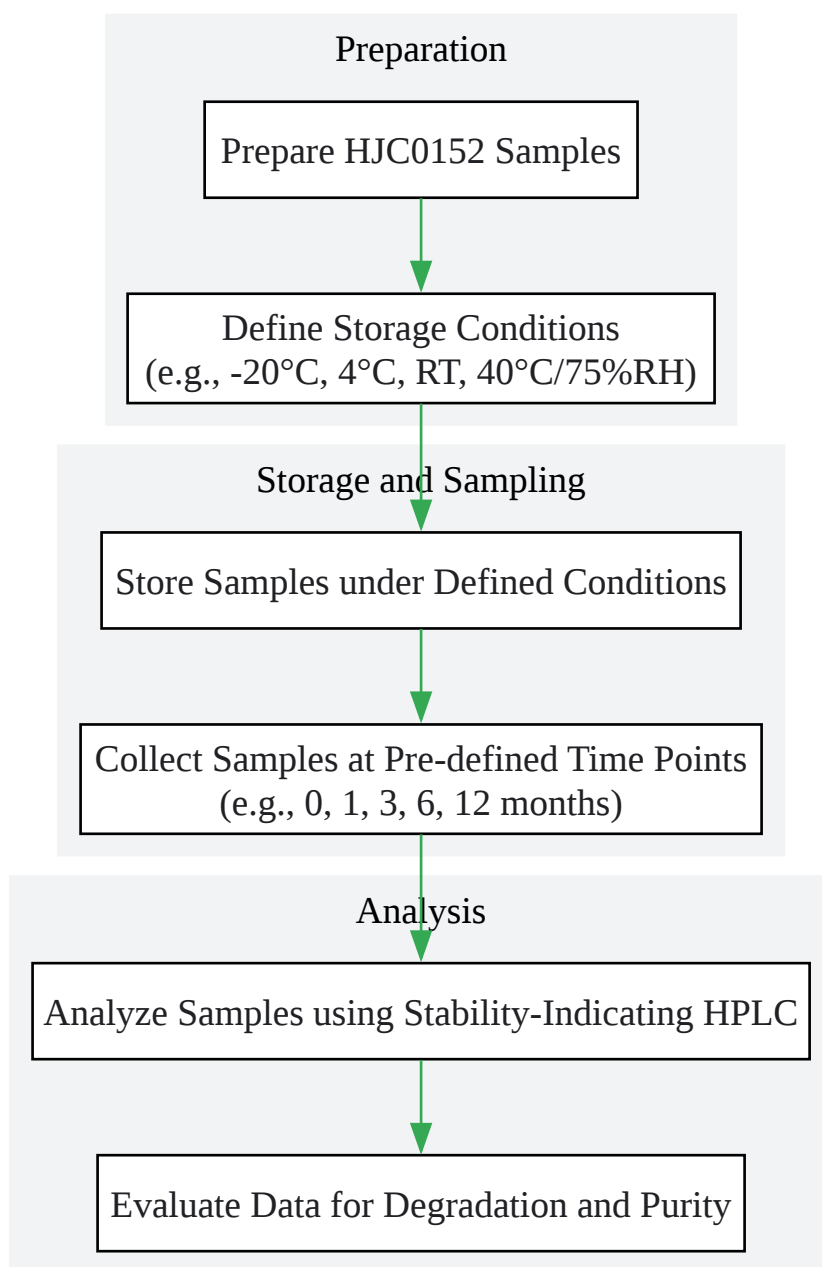 Preparation
Prepare HJC0152 Samples
Define Storage Conditions
(e.g., -20°C, 4°C, RT, 40°C/75%RH)
Storage and Sampling
Store Samples under Defined Conditions
Collect Samples at Pre-defined Time Points
(e.g., 0, 1, 3, 6, 12 months)
Analysis
Analyze Samples using Stability-Indicating HPLC
Evaluate Data for Degradation and Purity